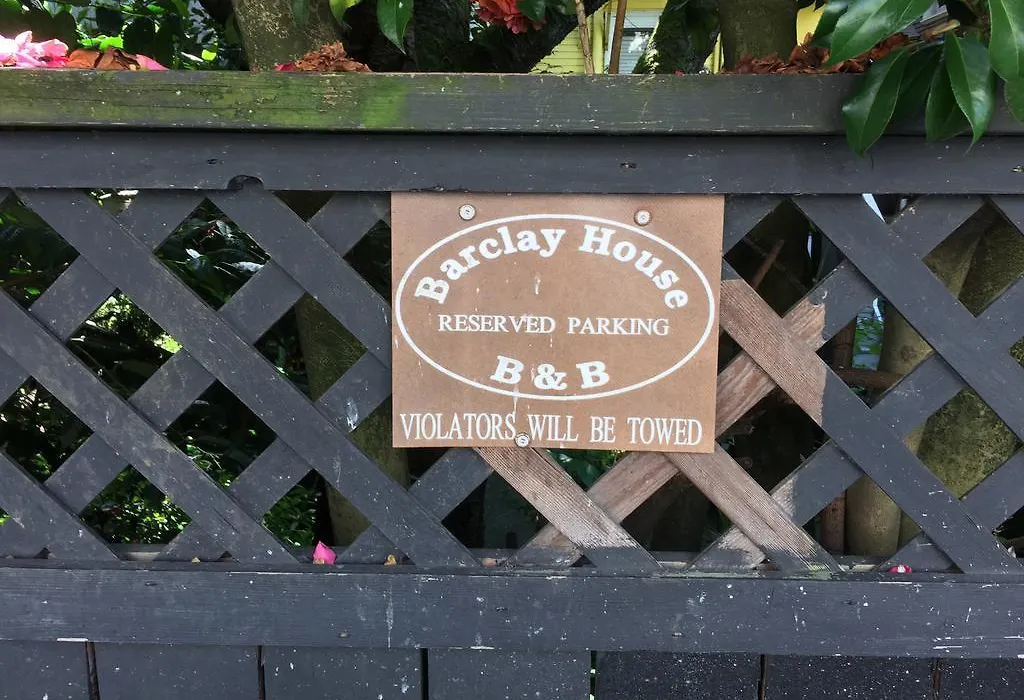 Barclay House
RESERVED PARKING
B & B
VIOLATORS WILL BE TOWED